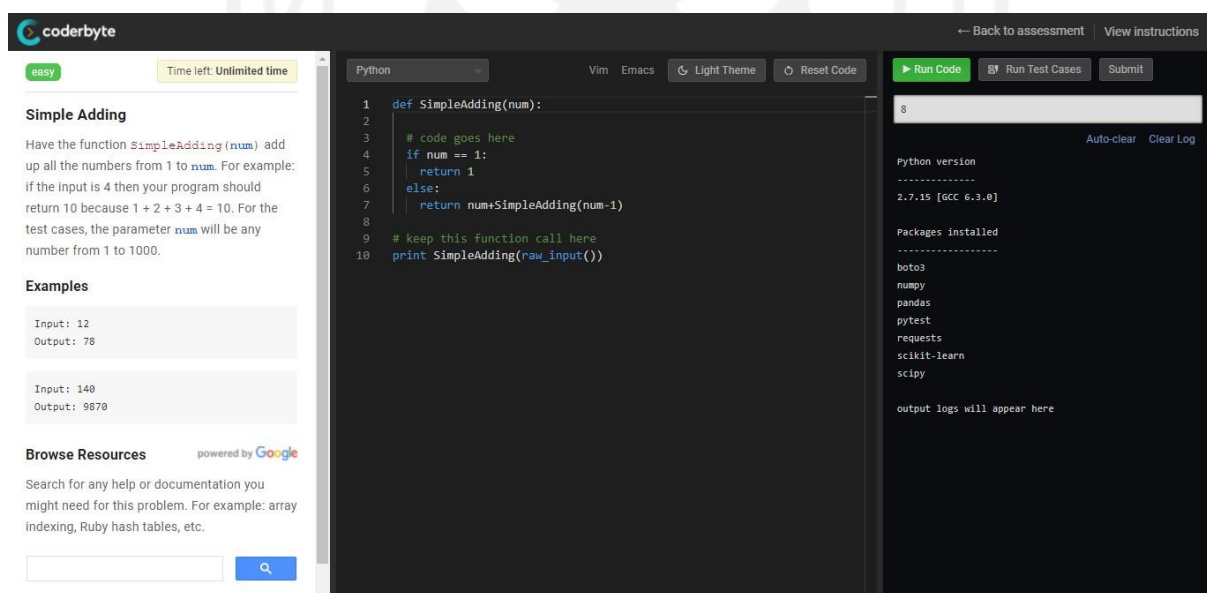 coderbyte
← Back to assessment
View instructions
easy
Time left: Unlimited time
Simple Adding
Have the function SimpleAdding(num) add
up all the numbers from 1 to num. For example:
if the input is 4 then your program should
return 10 because 1 + 2 + 3 + 4 = 10. For the
test cases, the parameter num will be any
number from 1 to 1000.
Examples
Input: 12
Output: 78
Input: 140
Output: 9870
Browse Resources
powered by Google
Search for any help or documentation you
might need for this problem. For example: array
indexing, Ruby hash tables, etc.
Python
Vim Emacs Light Theme Reset Code
1 def SimpleAdding(num):
2
3 # code goes here
4 if num == 1:
5 return 1
6 else:
7 return num+SimpleAdding(num-1)
8
9 # keep this function call here
10 print SimpleAdding(raw_input())
Run Code Run Test Cases Submit
8
Auto-clear Clear Log
Python version
--------------
2.7.15 [GCC 6.3.0]
Packages installed
------------------
boto3
numpy
pandas
pytest
requests
scikit-learn
scipy
output logs will appear here